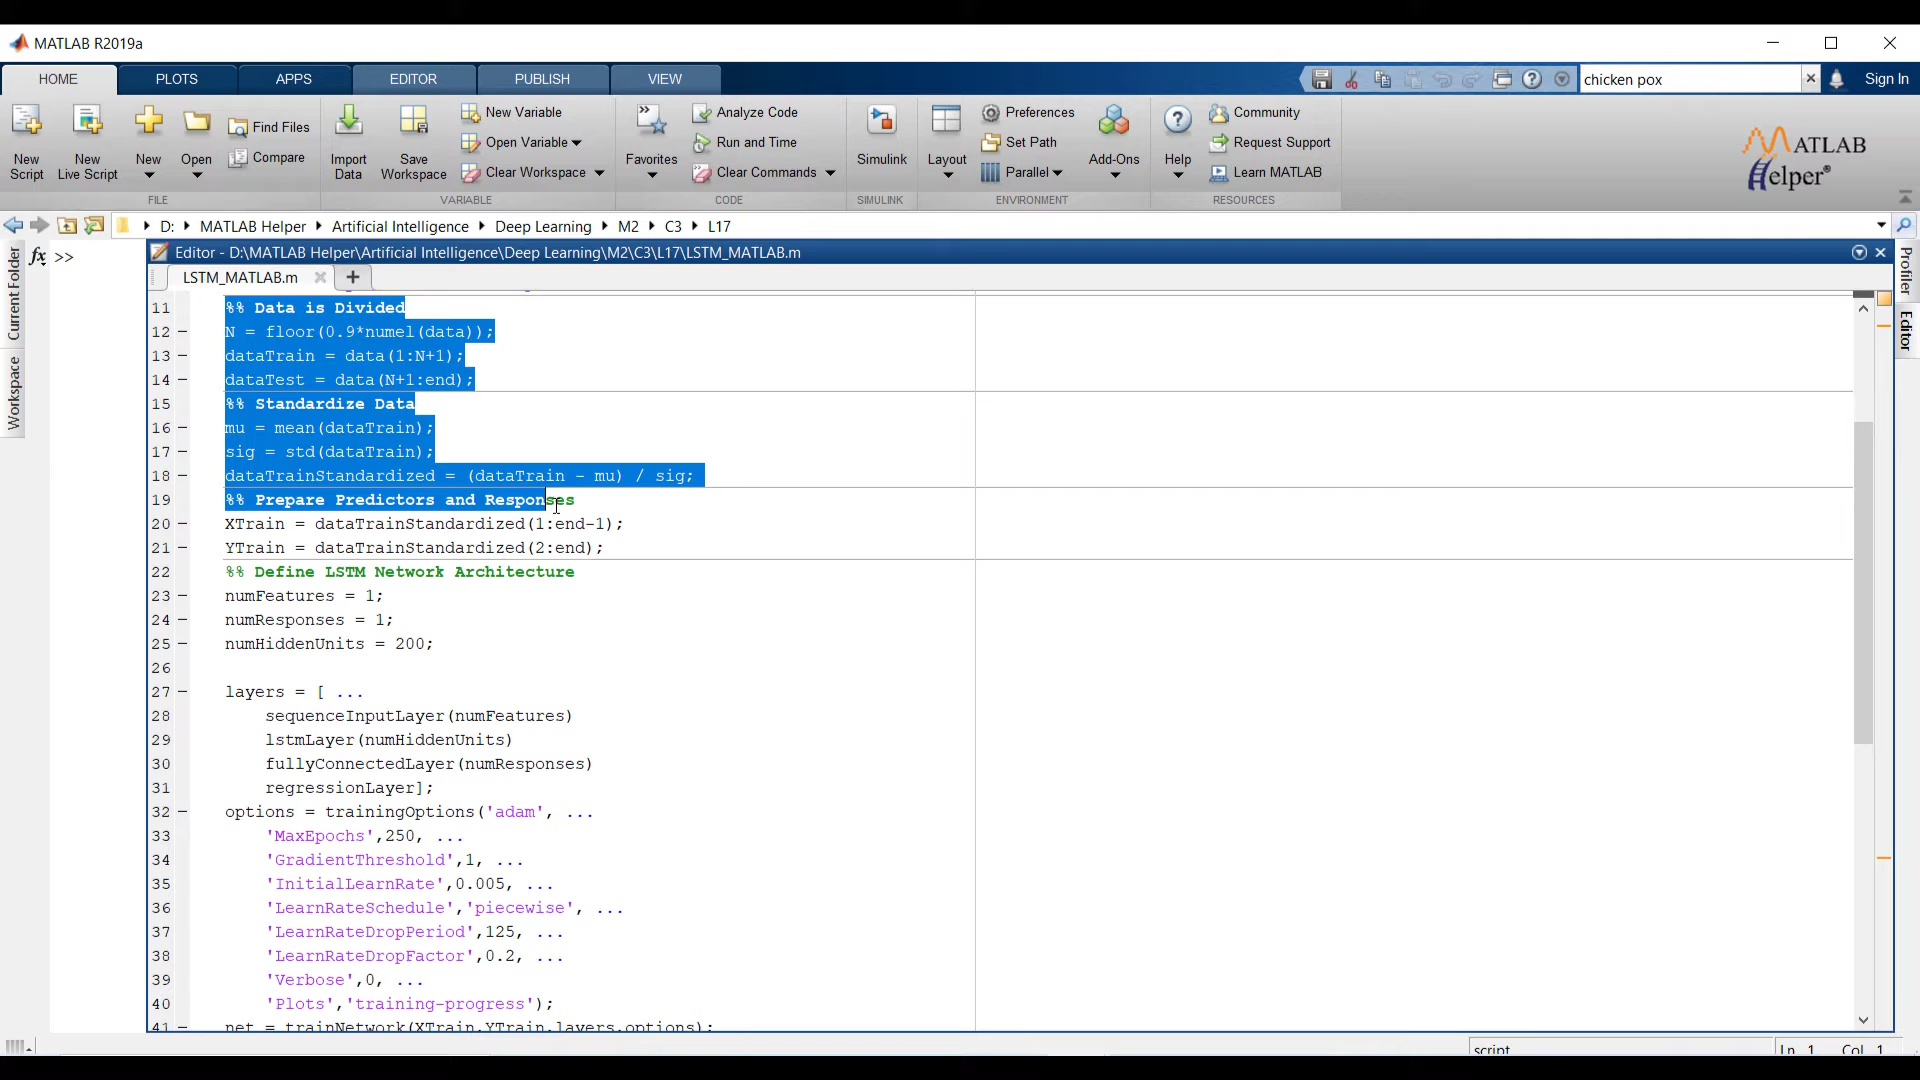 MATLAB R2019a
HOME PLOTS APPS EDITOR PUBLISH VIEW chicken pox Sign In
New Script New Live Script New Open Find Files Compare
FILE
Import Data Save Workspace New Variable Open Variable Clear Workspace
VARIABLE
Favorites Analyze Code Run and Time Clear Commands
CODE
Simulink
SIMULINK
Layout Preferences Set Path Parallel Add-Ons
ENVIRONMENT
Help Community Request Support Learn MATLAB
RESOURCES
MATLAB Helper®
D: MATLAB Helper Artificial Intelligence Deep Learning M2 C3 L17
Current Folder
Workspace
fx >>
Editor - D:\MATLAB Helper\Artificial Intelligence\Deep Learning\M2\C3\L17\LSTM_MATLAB.m
LSTM_MATLAB.m
11 %% Data is Divided
12 – N = floor(0.9*numel(data));
13 – dataTrain = data(1:N+1);
14 – dataTest = data(N+1:end);
15 %% Standardize Data
16 – mu = mean(dataTrain);
17 – sig = std(dataTrain);
18 – dataTrainStandardized = (dataTrain - mu) / sig;
19 %% Prepare Predictors and Responses
20 – XTrain = dataTrainStandardized(1:end-1);
21 – YTrain = dataTrainStandardized(2:end);
22 %% Define LSTM Network Architecture
23 – numFeatures = 1;
24 – numResponses = 1;
25 – numHiddenUnits = 200;
26
27 – layers = [ ...
28 sequenceInputLayer(numFeatures)
29 lstmLayer(numHiddenUnits)
30 fullyConnectedLayer(numResponses)
31 regressionLayer];
32 – options = trainingOptions('adam', ...
33 'MaxEpochs',250, ...
34 'GradientThreshold',1, ...
35 'InitialLearnRate',0.005, ...
36 'LearnRateSchedule','piecewise', ...
37 'LearnRateDropPeriod',125, ...
38 'LearnRateDropFactor',0.2, ...
39 'Verbose',0, ...
40 'Plots','training-progress');
41 – net = trainNetwork(XTrain,YTrain,layers,options);
Profiler
Editor
script Ln 1 Col 1